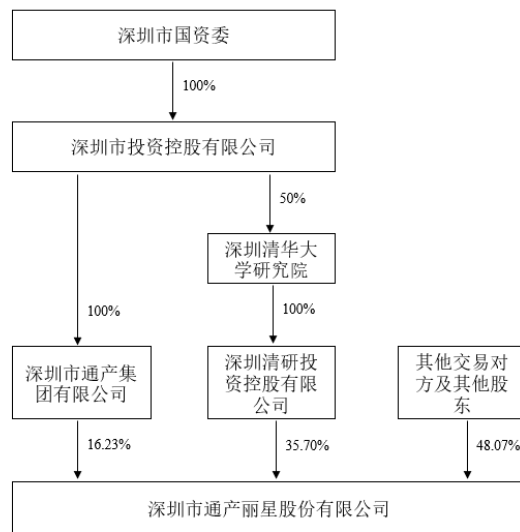 深圳市国资委
100%
深圳市投资控股有限公司
50%
深圳清华大
学研究院
100%
100%
深圳市通产集
团有限公司
深圳清研投
资控股有限
公司
其他交易对
方及其他股
东
16.23%
35.70%
48.07%
深圳市通产丽星股份有限公司